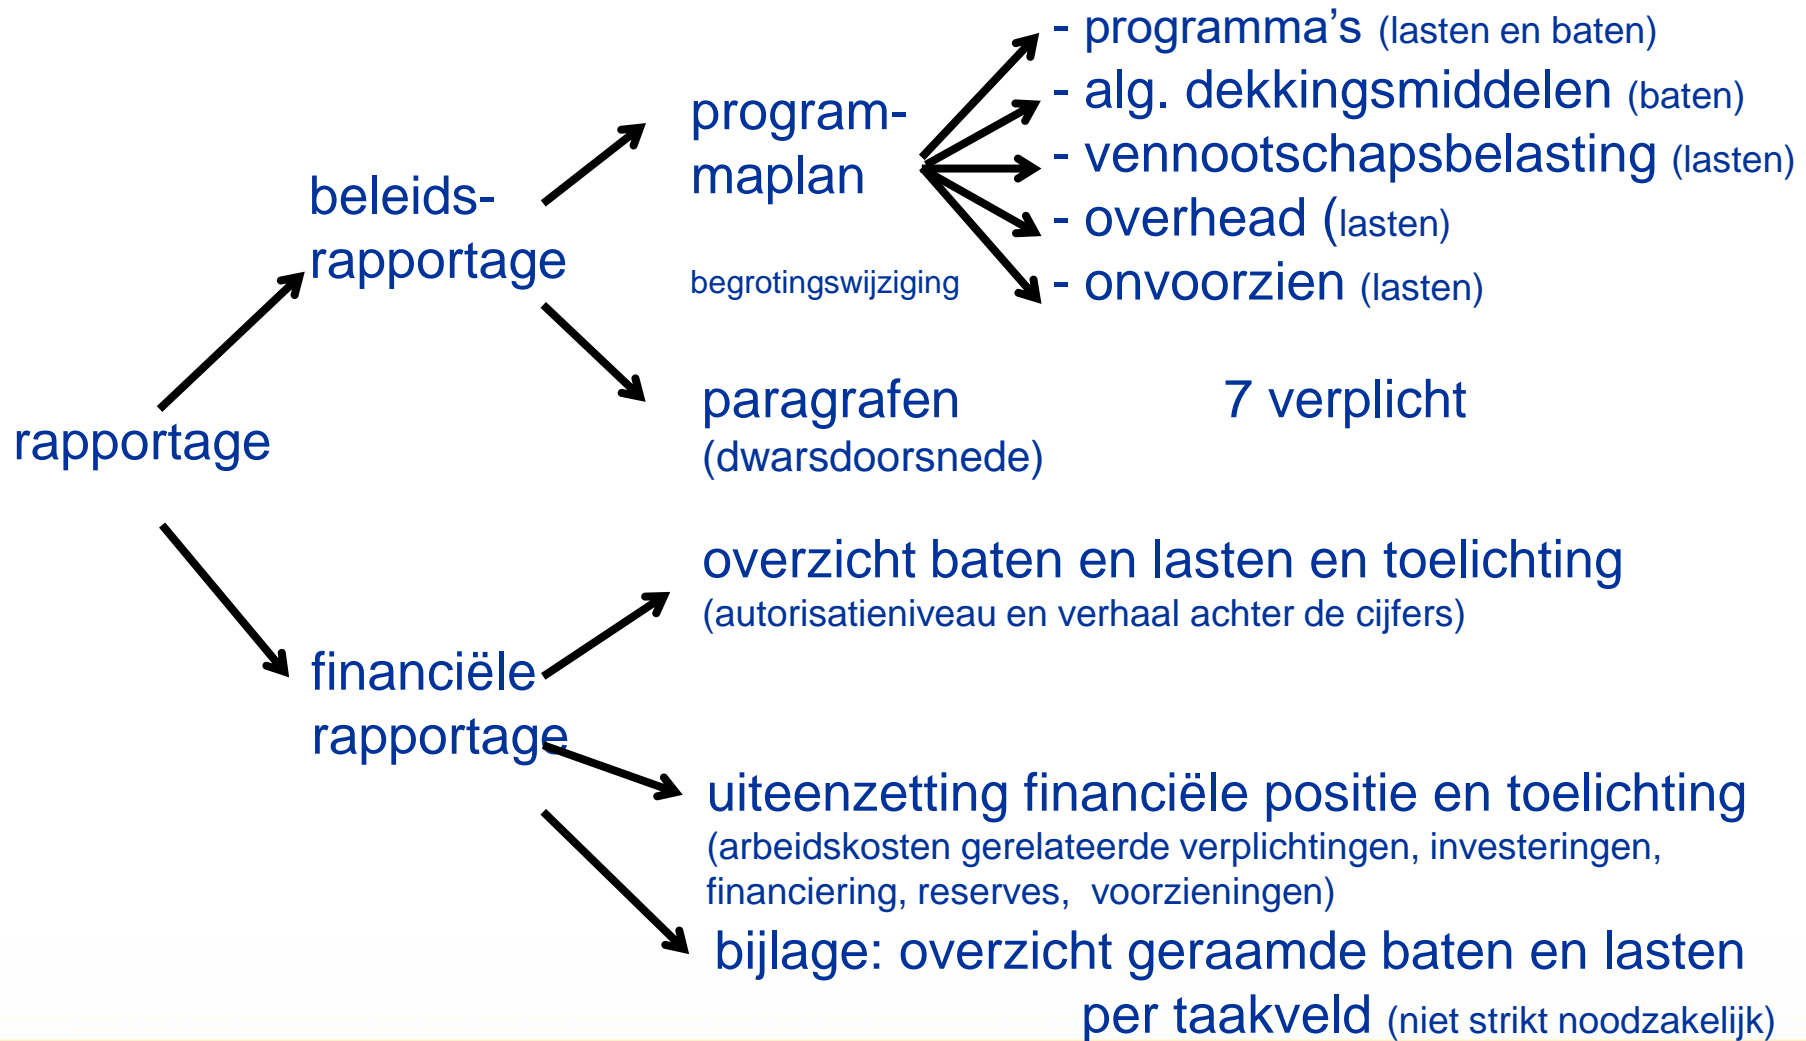 rapportage
beleids-
rapportage
program-
maplan
begrotingswijziging
- programma’s (lasten en baten)
- alg. dekkingsmiddelen (baten)
- vennootschapsbelasting (lasten)
- overhead (lasten)
- onvoorzien (lasten)
paragrafen 7 verplicht
(dwarsdoorsnede)
financiële
rapportage
overzicht baten en lasten en toelichting
(autorisatieniveau en verhaal achter de cijfers)
uiteenzetting financiële positie en toelichting
(arbeidskosten gerelateerde verplichtingen, investeringen,
financiering, reserves, voorzieningen)
bijlage: overzicht geraamde baten en lasten
per taakveld (niet strikt noodzakelijk)